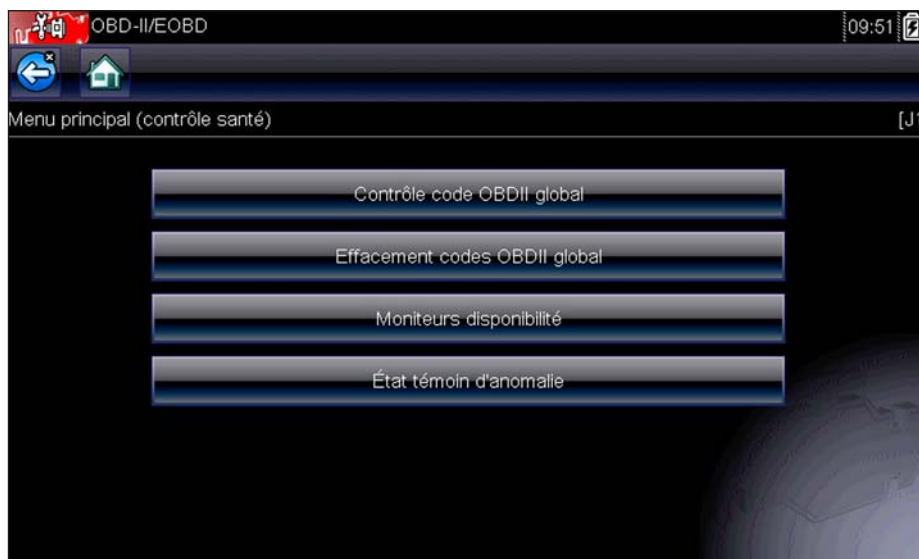 OBD-II/EOBD 09:51
Menu principal (contrôle santé) [J1
Contrôle code OBDII global
Effacement codes OBDII global
Moniteurs disponibilité
État témoin d'anomalie